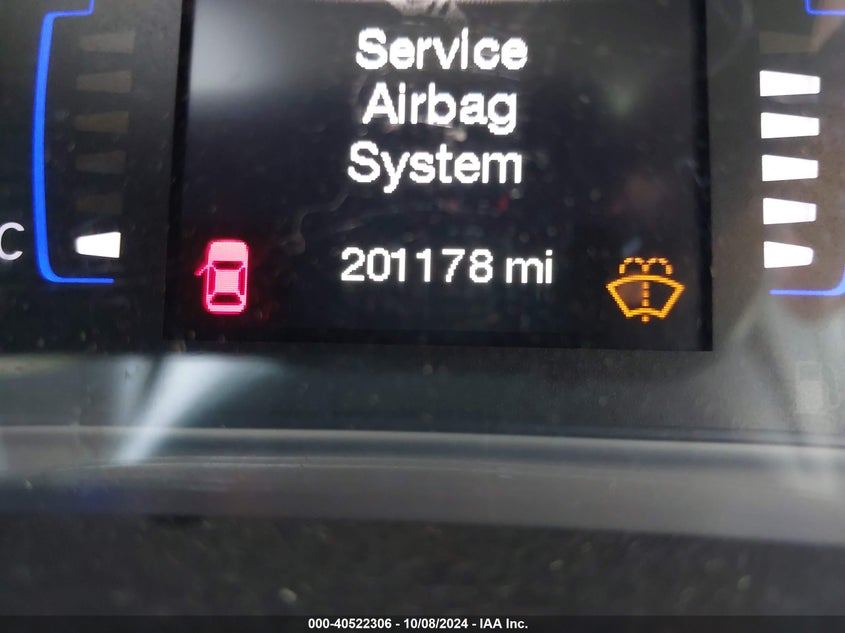 Service
Airbag
System
C
201178 mi
000-40522306 - 10/08/2024 - IAA Inc.